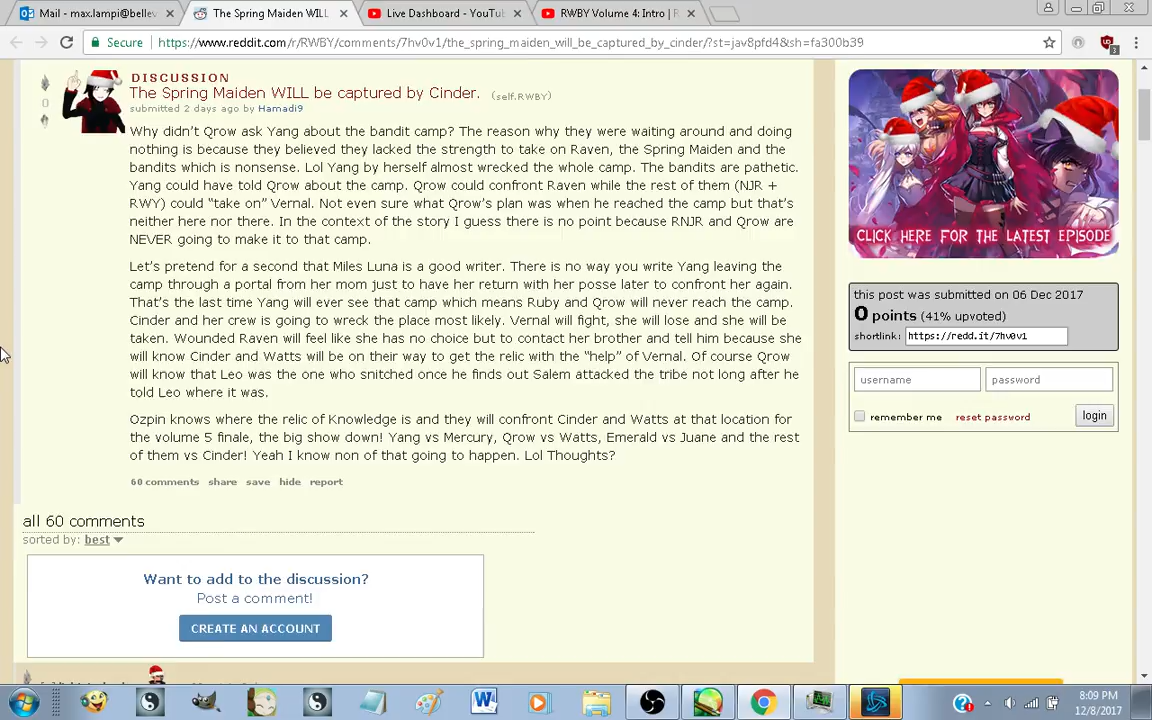 Mail - max.lampi@bellev
The Spring Maiden WILL
Live Dashboard - YouTu
RWBY Volume 4: Intro | R
Secure
https://www.reddit.com/r/RWBY/comments/7hv0v1/the_spring_maiden_will_be_captured_by_cinder/?st=jav8pfd4&sh=fa300b39
3
DISCUSSION
The Spring Maiden WILL be captured by Cinder. (self.RWBY)
0
submitted 2 days ago by Hamadi9
Why didn't Qrow ask Yang about the bandit camp? The reason why they were waiting around and doing
nothing is because they believed they lacked the strength to take on Raven, the Spring Maiden and the
bandits which is nonsense. Lol Yang by herself almost wrecked the whole camp. The bandits are pathetic.
Yang could have told Qrow about the camp. Qrow could confront Raven while the rest of them (NJR +
RWY) could "take on" Vernal. Not even sure what Qrow's plan was when he reached the camp but that's
neither here nor there. In the context of the story I guess there is no point because RNJR and Qrow are
NEVER going to make it to that camp.
Let's pretend for a second that Miles Luna is a good writer. There is no way you write Yang leaving the
camp through a portal from her mom just to have her return with her posse later to confront her again.
That's the last time Yang will ever see that camp which means Ruby and Qrow will never reach the camp.
Cinder and her crew is going to wreck the place most likely. Vernal will fight, she will lose and she will be
taken. Wounded Raven will feel like she has no choice but to contact her brother and tell him because she
will know Cinder and Watts will be on their way to get the relic with the "help" of Vernal. Of course Qrow
will know that Leo was the one who snitched once he finds out Salem attacked the tribe not long after he
told Leo where it was.
Ozpin knows where the relic of Knowledge is and they will confront Cinder and Watts at that location for
the volume 5 finale, the big show down! Yang vs Mercury, Qrow vs Watts, Emerald vs Juane and the rest
of them vs Cinder! Yeah I know non of that going to happen. Lol Thoughts?
60 comments share save hide report
all 60 comments
sorted by: best
Want to add to the discussion?
Post a comment!
CREATE AN ACCOUNT
CLICK HERE FOR THE LATEST EPISODE
this post was submitted on 06 Dec 2017
0 points (41% upvoted)
shortlink: https://redd.it/7hv0v1
username
password
remember me
reset password
login
8:09 PM
12/8/2017